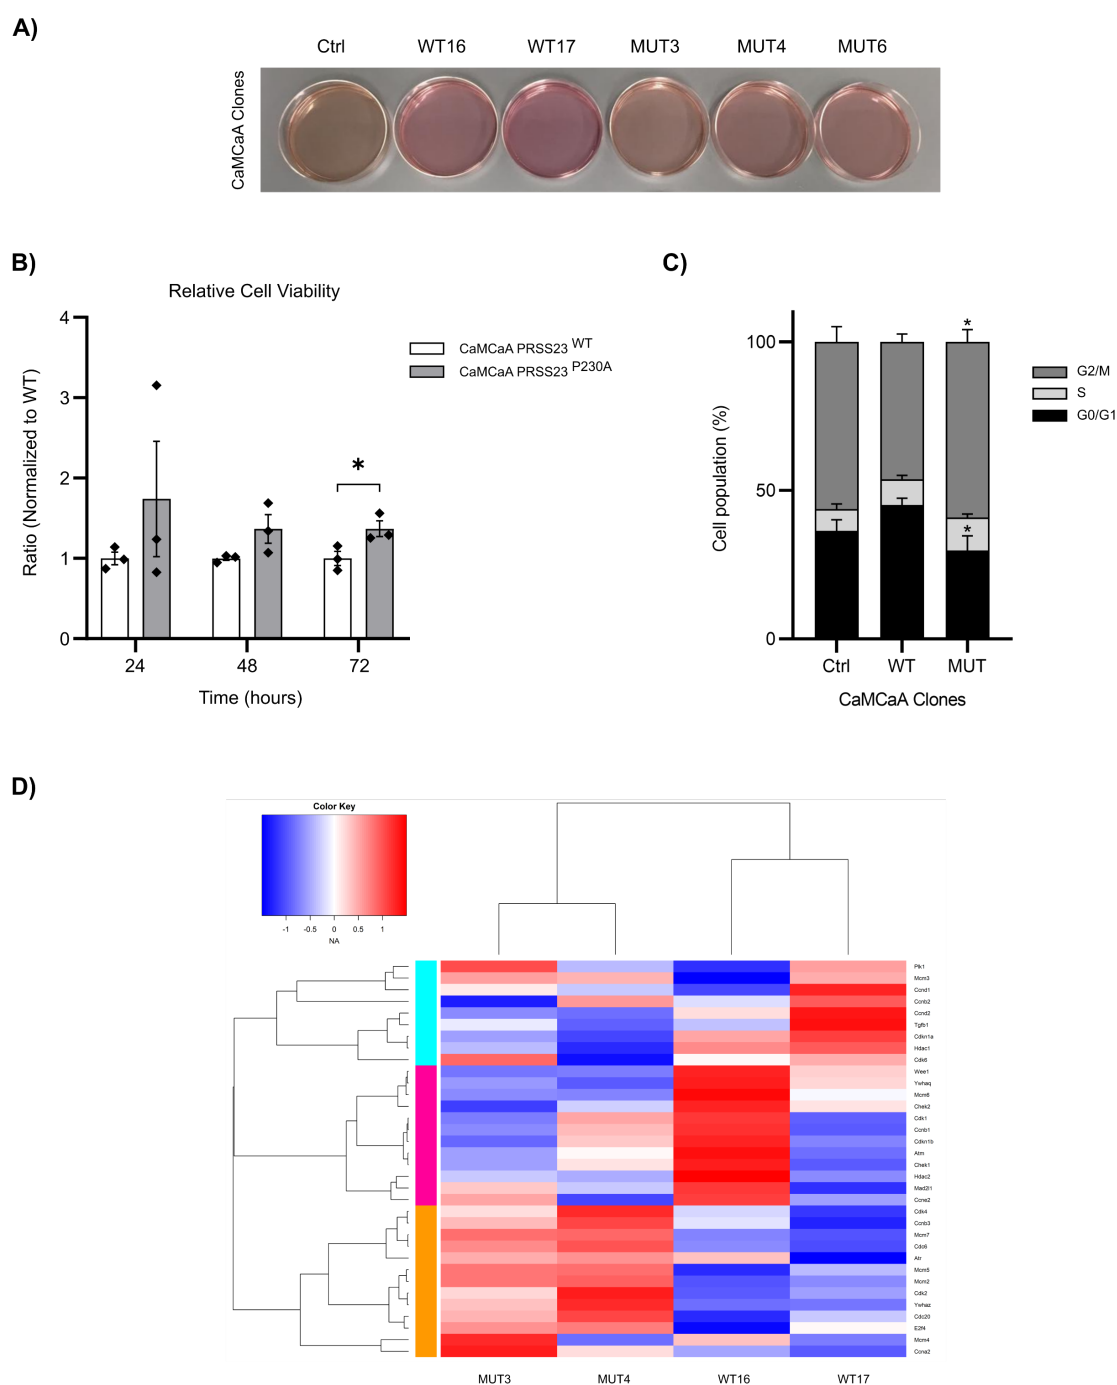 A)
Ctrl WT16 WT17 MUT3 MUT4 MUT6
CaMCaA Clones
B)
Relative Cell Viability
Ratio (Normalized to WT)
4
3
2
1
0
*
CaMCaA PRSS23 WT
CaMCaA PRSS23 P230A
24 48 72
Time (hours)
C)
Cell population (%)
100
50
0
*
*
G2/M
S
G0/G1
Ctrl WT MUT
CaMCaA Clones
D)
Color Key
-1 -0.5 0 0.5 1
NA
Plk1
Mcm3
Ccnd1
Ccnb2
Ccnd2
Tgfb1
Cdkn1a
Hdac1
Cdk6
Wee1
Ywhaq
Mcm6
Chek2
Cdk1
Ccnb1
Cdkn1b
Atm
Chek1
Hdac2
Mad2l1
Ccne2
Cdk4
Ccnb3
Mcm7
Cdc6
Atr
Mcm5
Mcm2
Cdk2
Ywhaz
Cdc20
E2f4
Mcm4
Ccna2
MUT3 MUT4 WT16 WT17